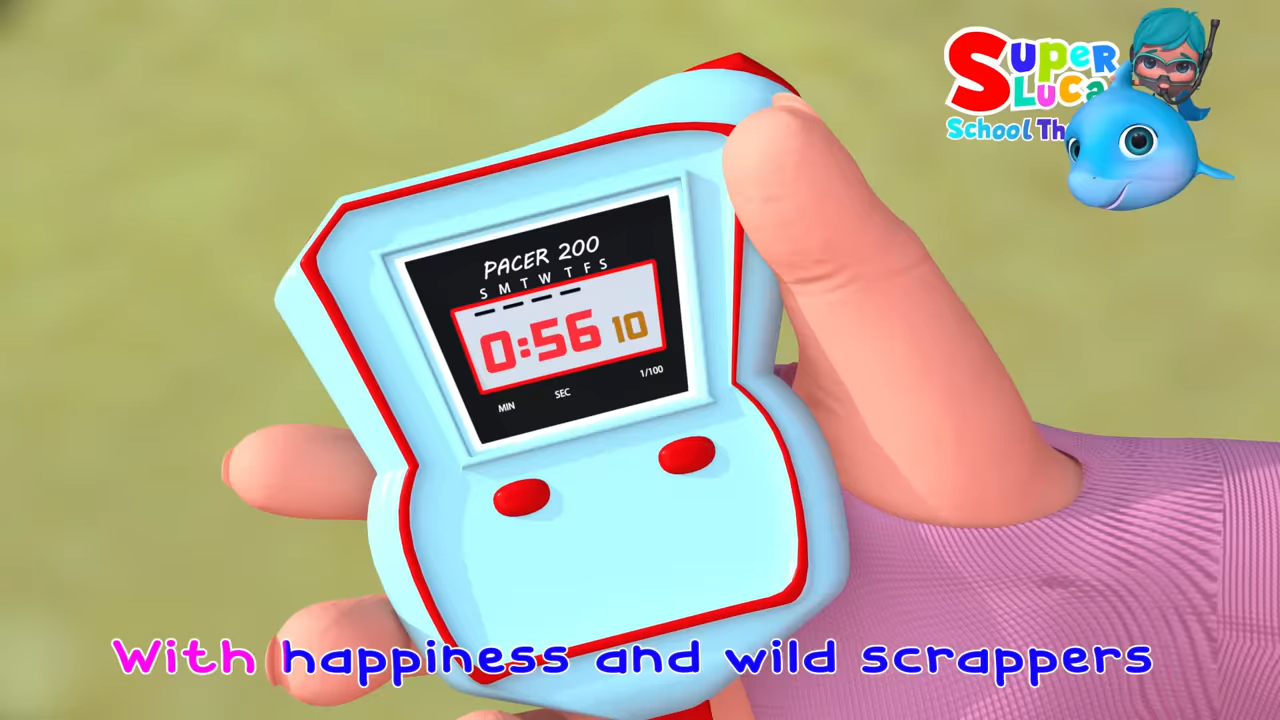 SUPER
LUCA
School Th
PACER 200
S M T W T F S
0:56 10
MIN SEC 1/100
With happiness and wild scrappers